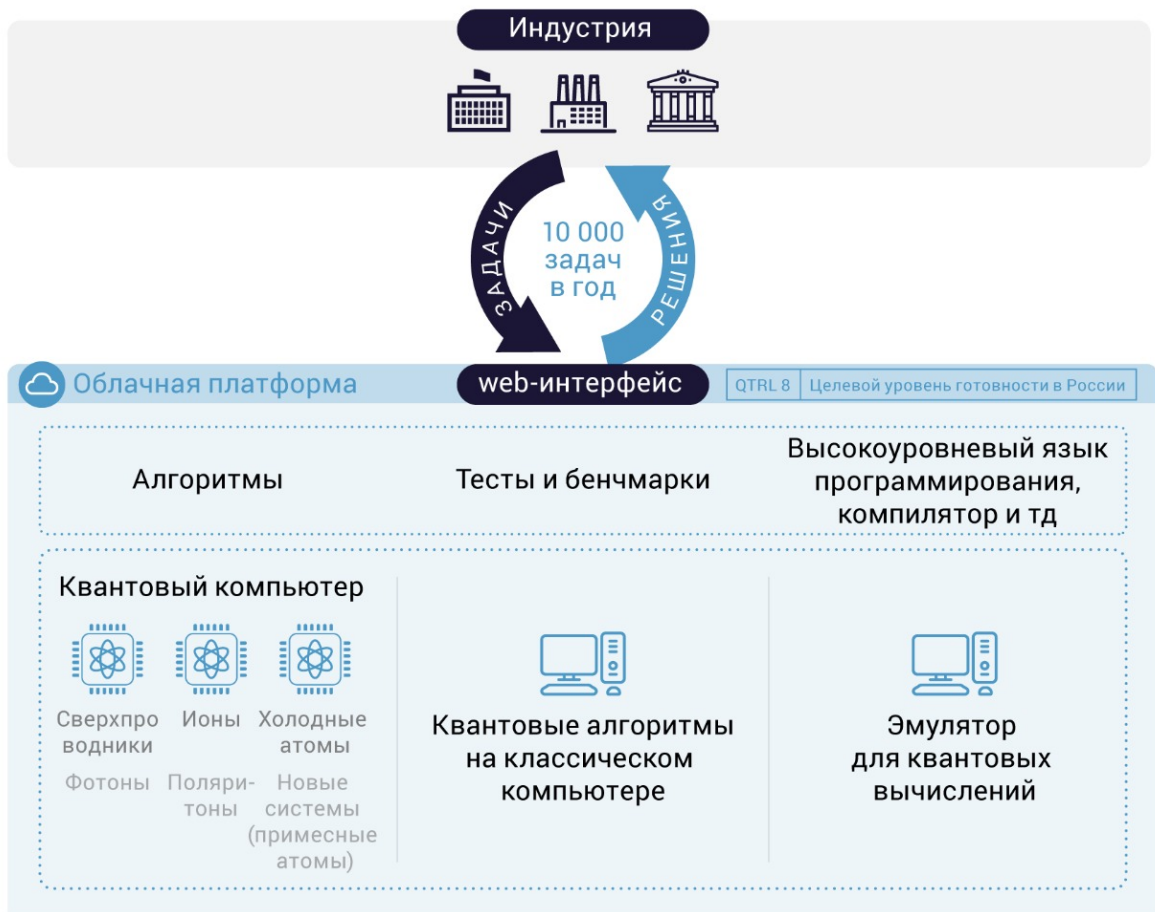 Индустрия
ЗАДАЧИ
10 000
задач
в год
РЕШЕНИЯ
Облачная платформа
web-интерфейс
QTRL 8
Целевой уровень готовности в России
Алгоритмы
Тесты и бенчмарки
Высокоуровневый язык
программирования,
компилятор и тд
Квантовый компьютер
Сверхпро
водники
Ионы
Холодные
атомы
Фотоны
Поляри-
тоны
Новые
системы
(примесные
атомы)
Квантовые алгоритмы
на классическом
компьютере
Эмулятор
для квантовых
вычислений